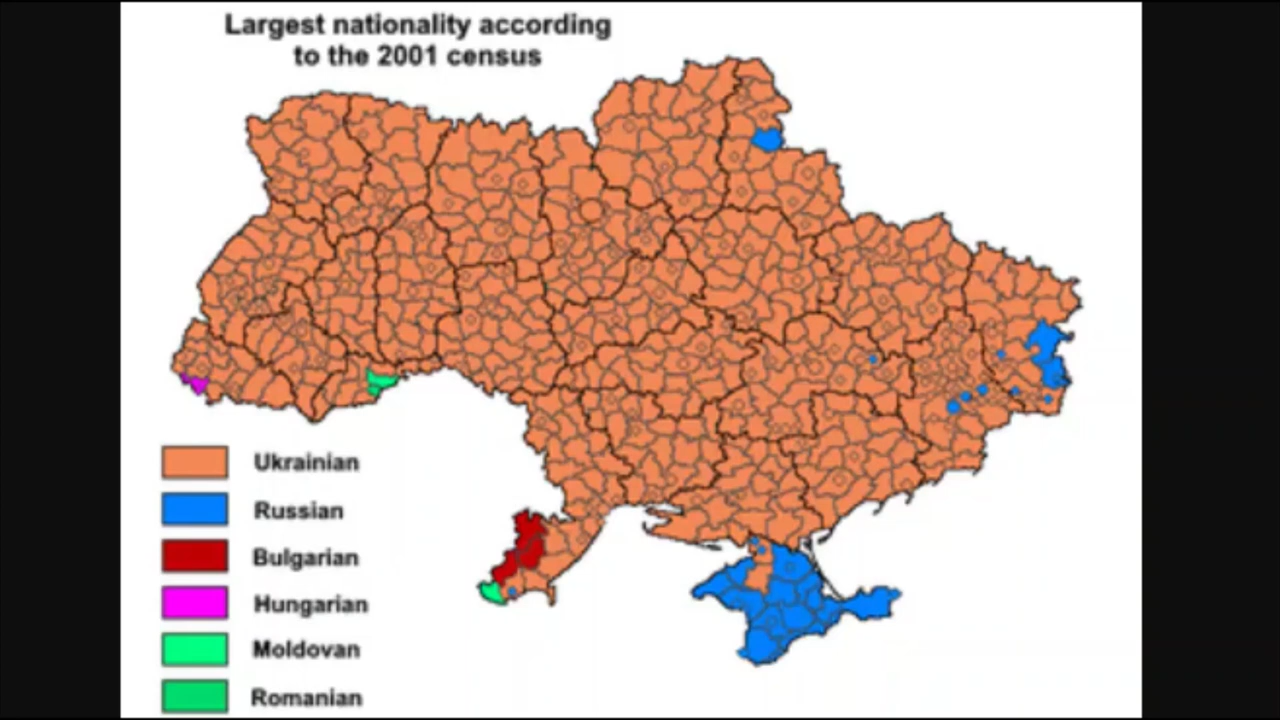 Largest nationality according
to the 2001 census
Ukrainian
Russian
Bulgarian
Hungarian
Moldovan
Romanian